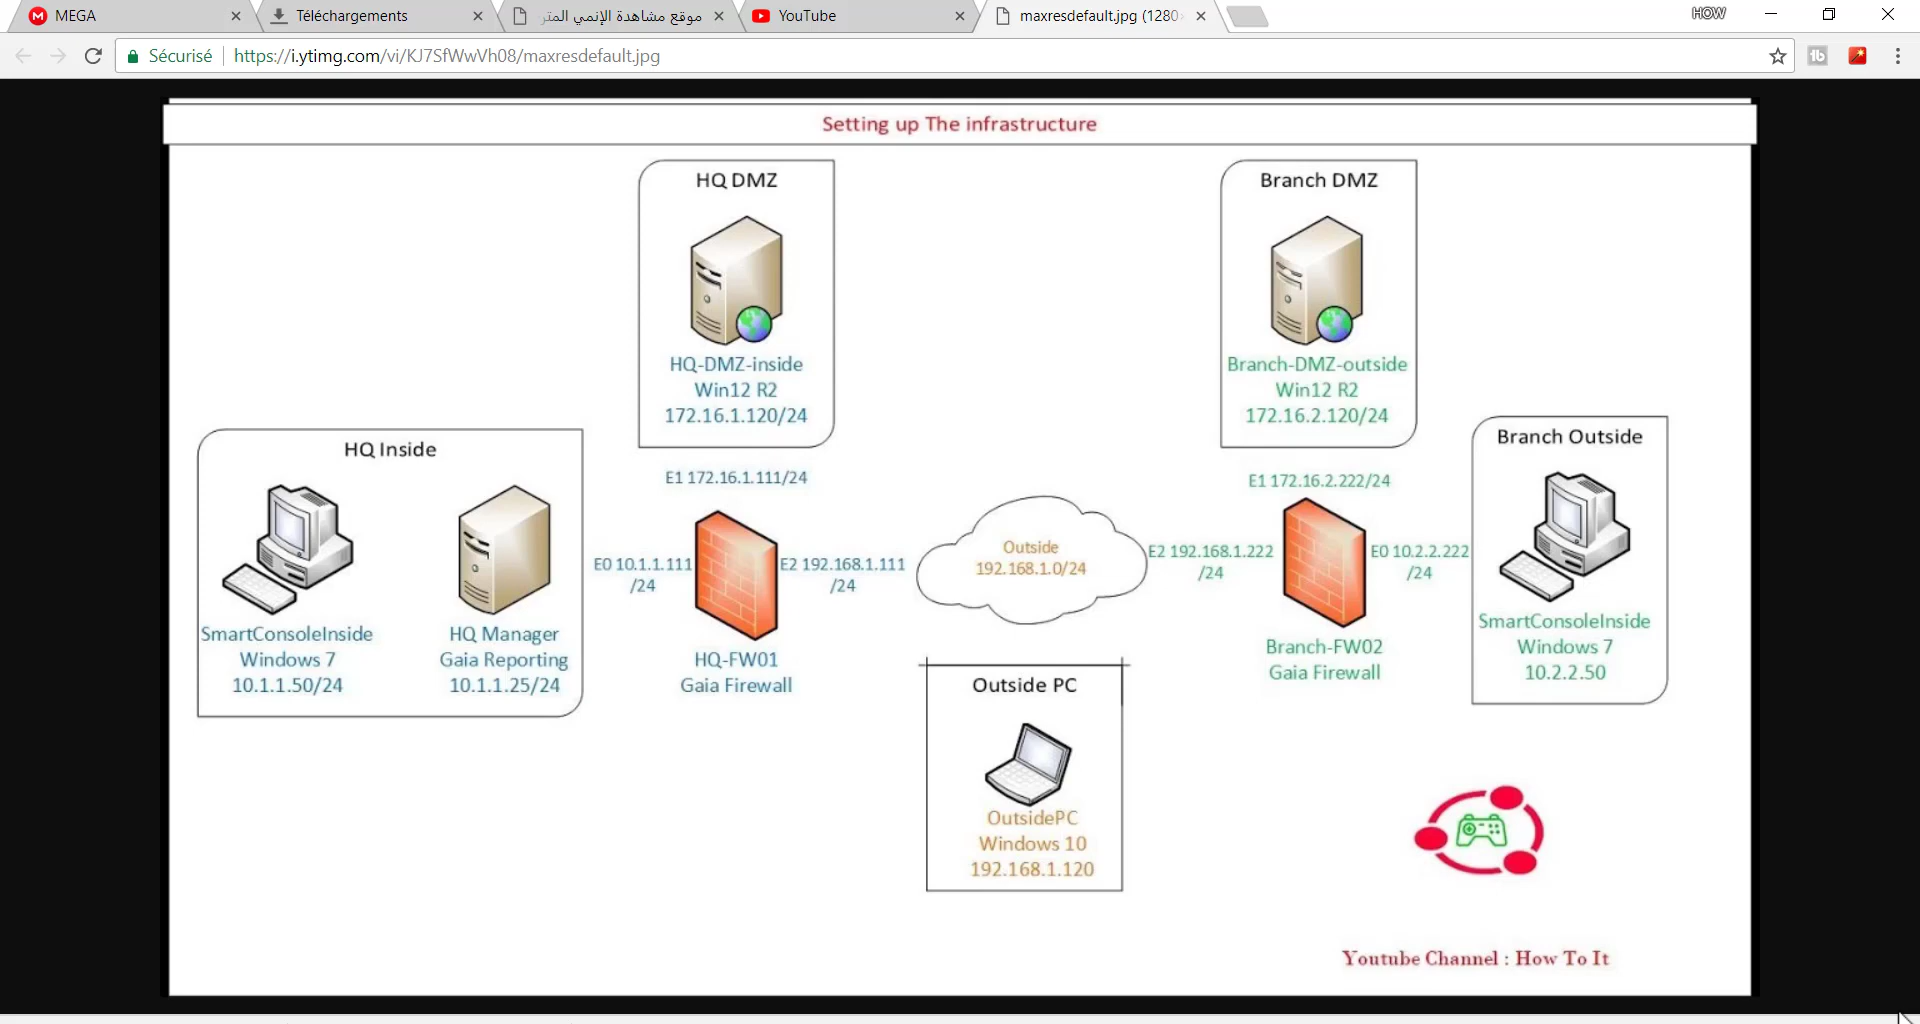 MEGA
Téléchargements
موقع مشاهدة الإنمي المتر
YouTube
maxresdefault.jpg (1280
HOW
Sécurisé
https://i.ytimg.com/vi/KJ7SfWwVh08/maxresdefault.jpg
Setting up The infrastructure
HQ DMZ
HQ-DMZ-inside
Win12 R2
172.16.1.120/24
Branch DMZ
Branch-DMZ-outside
Win12 R2
172.16.2.120/24
HQ Inside
SmartConsoleInside
Windows 7
10.1.1.50/24
HQ Manager
Gaia Reporting
10.1.1.25/24
E1 172.16.1.111/24
E0 10.1.1.111
/24
E2 192.168.1.111
/24
HQ-FW01
Gaia Firewall
Outside
192.168.1.0/24
E1 172.16.2.222/24
E2 192.168.1.222
/24
E0 10.2.2.222
/24
Branch-FW02
Gaia Firewall
Branch Outside
SmartConsoleInside
Windows 7
10.2.2.50
Outside PC
OutsidePC
Windows 10
192.168.1.120
Youtube Channel : How To It